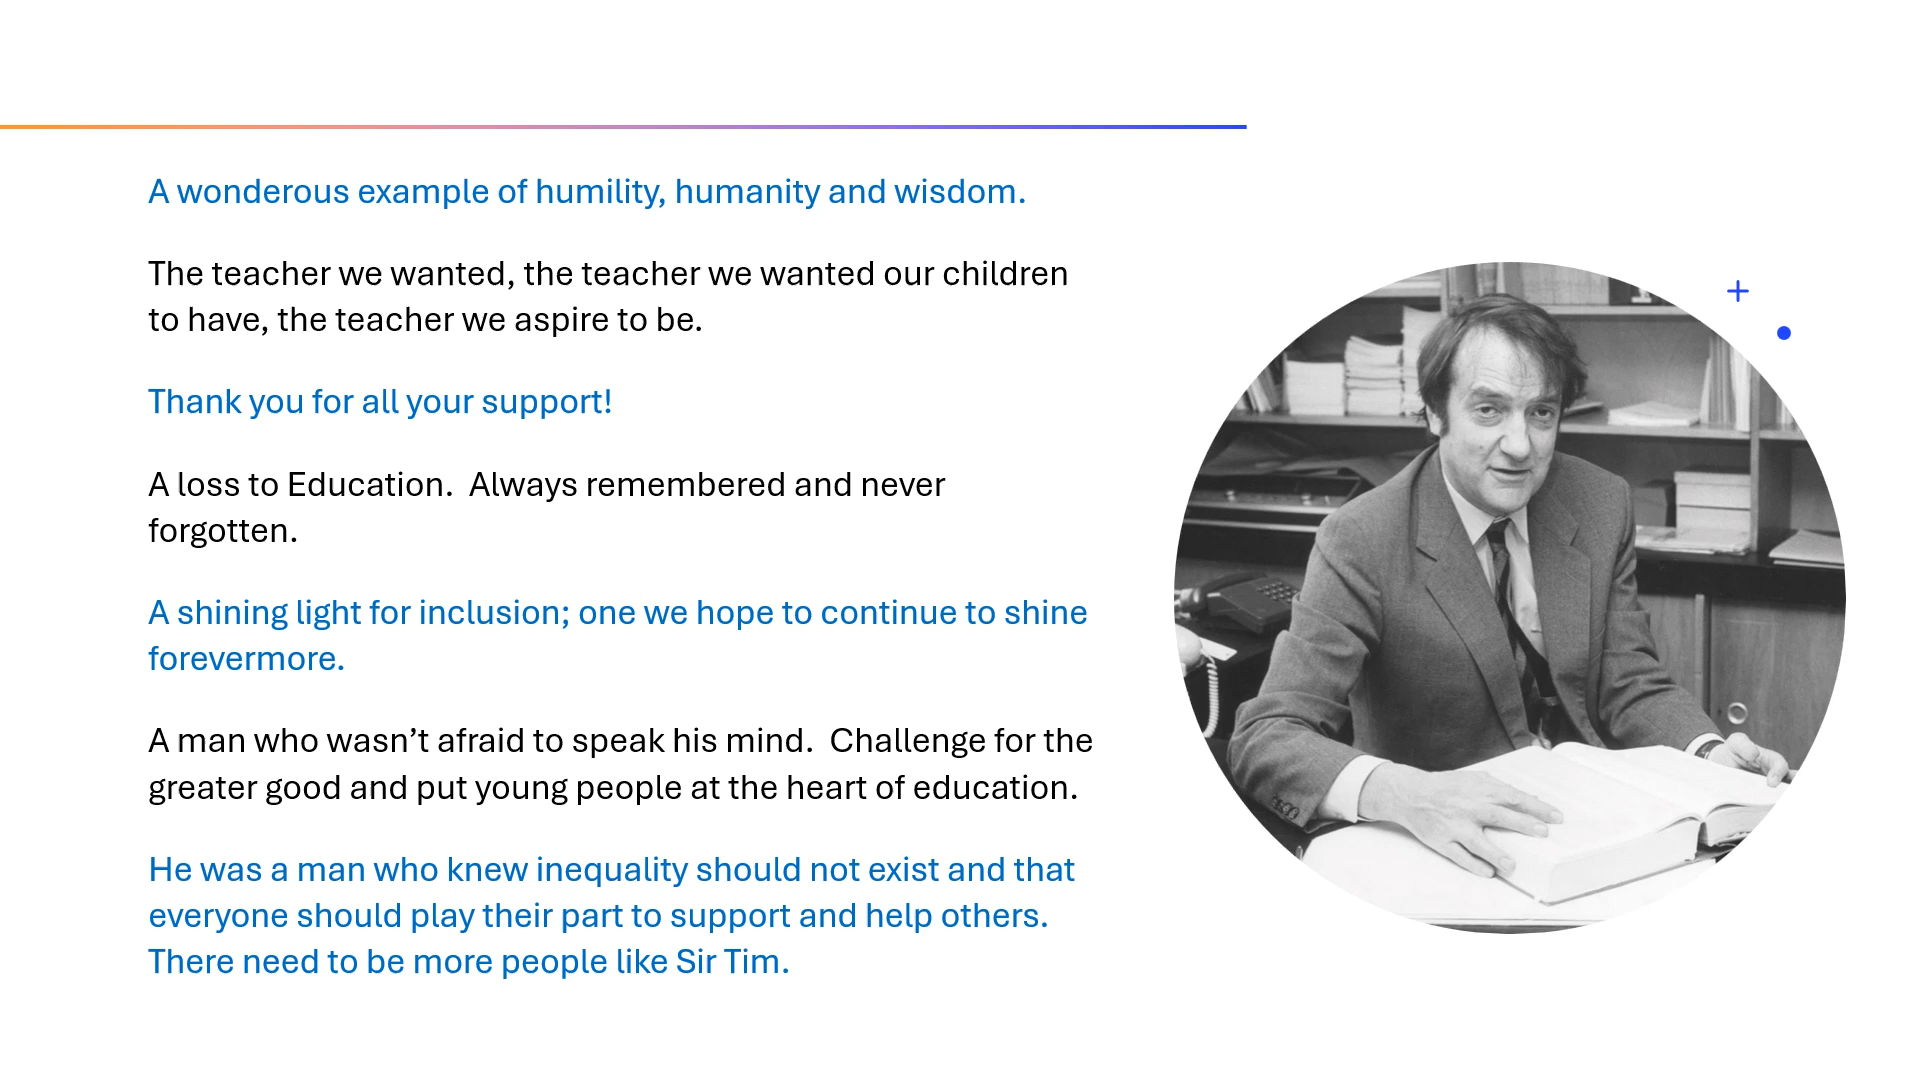 A wonderous example of humility, humanity and wisdom.
The teacher we wanted, the teacher we wanted our children
to have, the teacher we aspire to be.
Thank you for all your support!
A loss to Education.  Always remembered and never
forgotten.
A shining light for inclusion; one we hope to continue to shine
forevermore.
A man who wasn’t afraid to speak his mind.  Challenge for the
greater good and put young people at the heart of education.
He was a man who knew inequality should not exist and that
everyone should play their part to support and help others.
There need to be more people like Sir Tim.